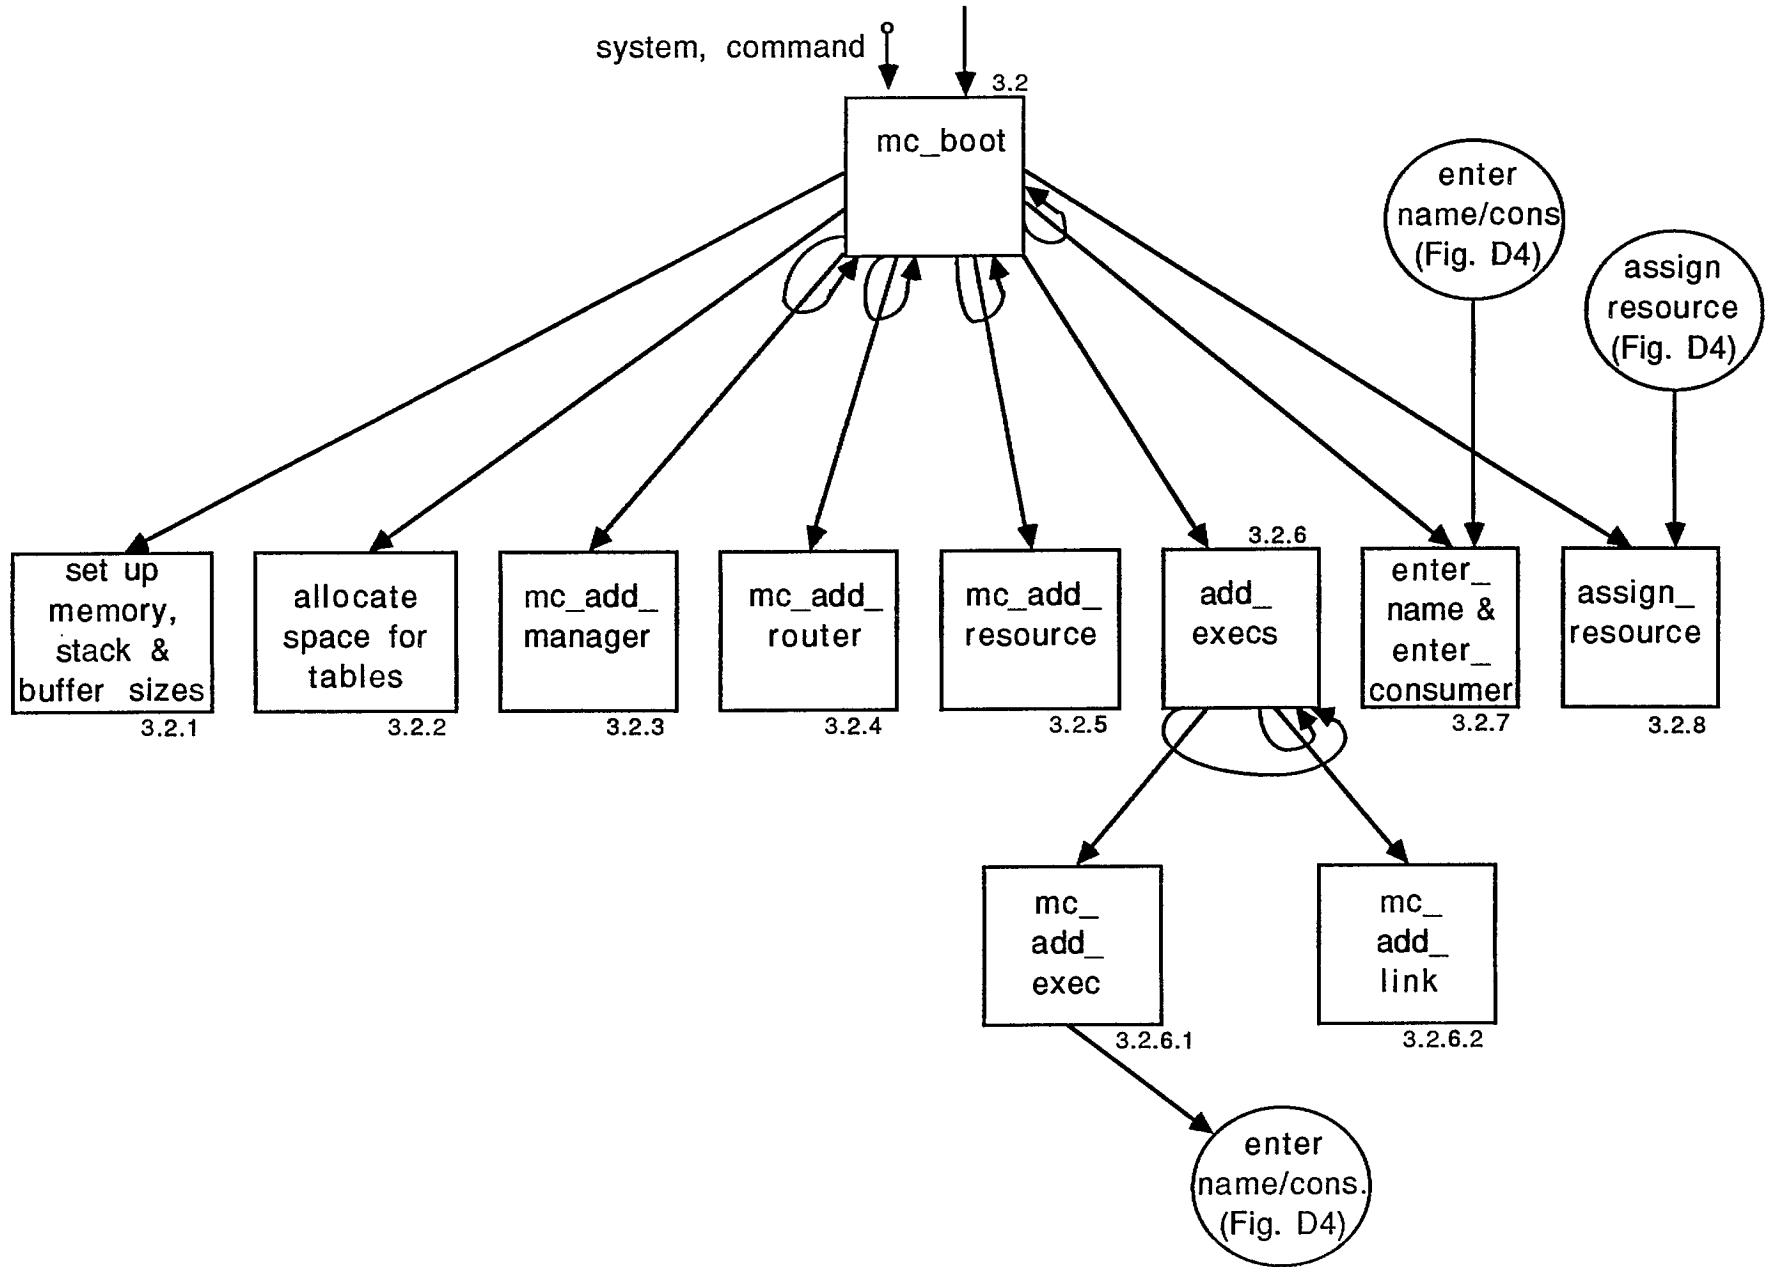 system, command
3.2
mc_boot
enter
name/cons
(Fig. D4)
assign
resource
(Fig. D4)
set up
memory,
stack &
buffer sizes
3.2.1
allocate
space for
tables
3.2.2
mc_add_
manager
3.2.3
mc_add_
router
3.2.4
mc_add_
resource
3.2.5
3.2.6
add_
execs
enter_
name &
enter_
consumer
3.2.7
assign_
resource
3.2.8
mc_
add_
exec
3.2.6.1
mc_
add_
link
3.2.6.2
enter
name/cons.
(Fig. D4)